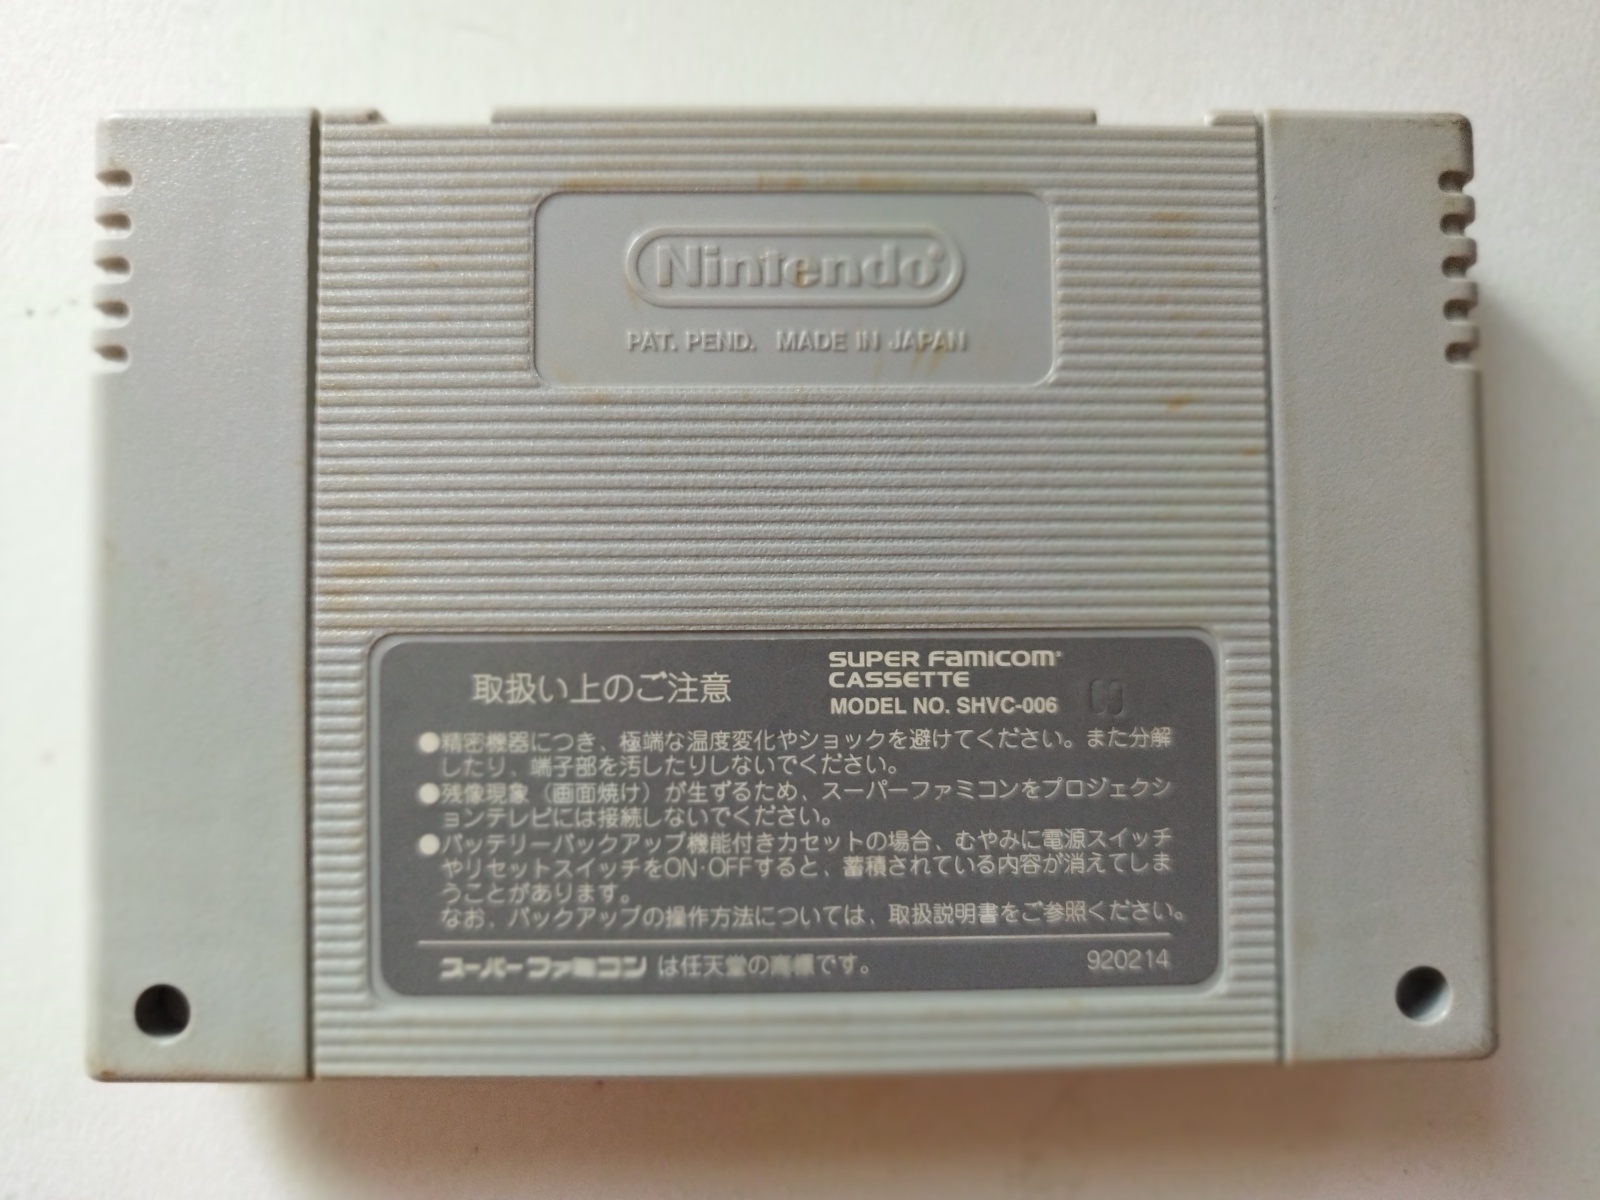 Nintendo®
PAT. PEND. MADE IN JAPAN
取扱い上のご注意
SUPER FAMICOM®
CASSETTE
MODEL NO. SHVC-006
●精密機器につき、極端な温度変化やショックを避けてください。また分解
したり、端子部を汚したりしないでください。
●残像現象(画面焼け)が生ずるため、スーパーファミコンをプロジェクシ
ョンテレビには接続しないでください。
●バッテリーバックアップ機能付きカセットの場合、むやみに電源スイッチ
やリセットスイッチをON·OFFすると、蓄積されている内容が消えてしま
うことがあります。
なお、バックアップの操作方法については、取扱説明書をご参照ください。
スーパーファミコン は任天堂の商標です。
920214